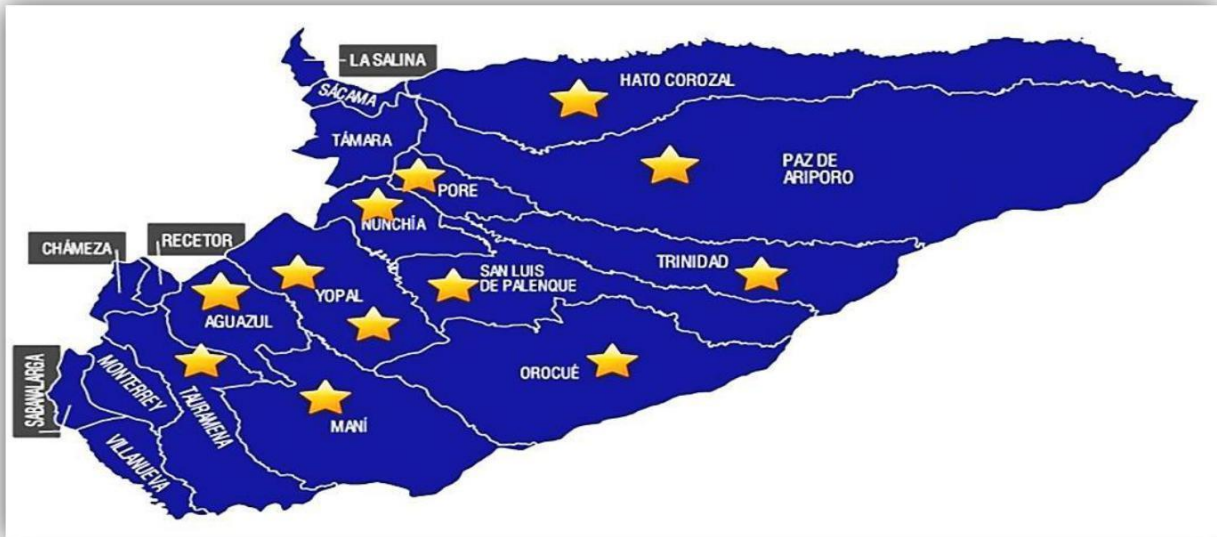 LA SALINA
HATO COROZAL
SÁCAMA
TÁMARA
PAZ DE
ARIPORO
PORE
NUNCHÍA
RECETOR
CHÁMEZA
TRINIDAD
SAN LUIS
DE PALENQUE
YOPAL
AGUAZUL
OROCUÉ
SABANALARGA
MONTERREY
TAURAMENA
MANÍ
VILLANUEVA